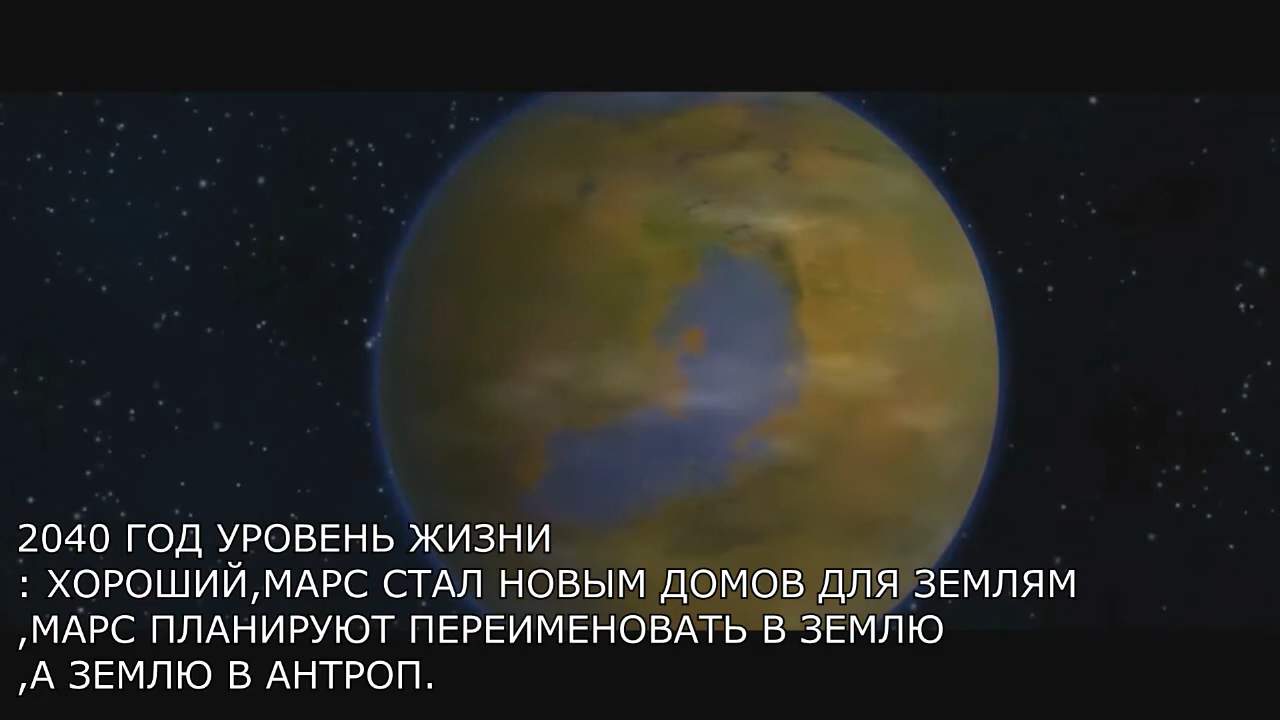 2040 ГОД УРОВЕНЬ ЖИЗНИ
: ХОРОШИЙ,МАРС СТАЛ НОВЫМ ДОМОВ ДЛЯ ЗЕМЛЯМ
,МАРС ПЛАНИРУЮТ ПЕРЕИМЕНОВАТЬ В ЗЕМЛЮ
,А ЗЕМЛЮ В АНТРОП.